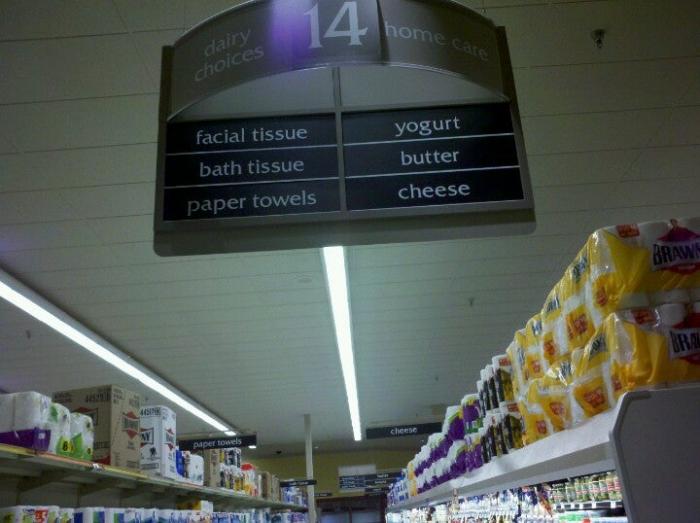 dairy choices
14
home care
facial tissue
yogurt
bath tissue
butter
paper towels
cheese
BRAWNY
BRAWNY
paper towels
cheese